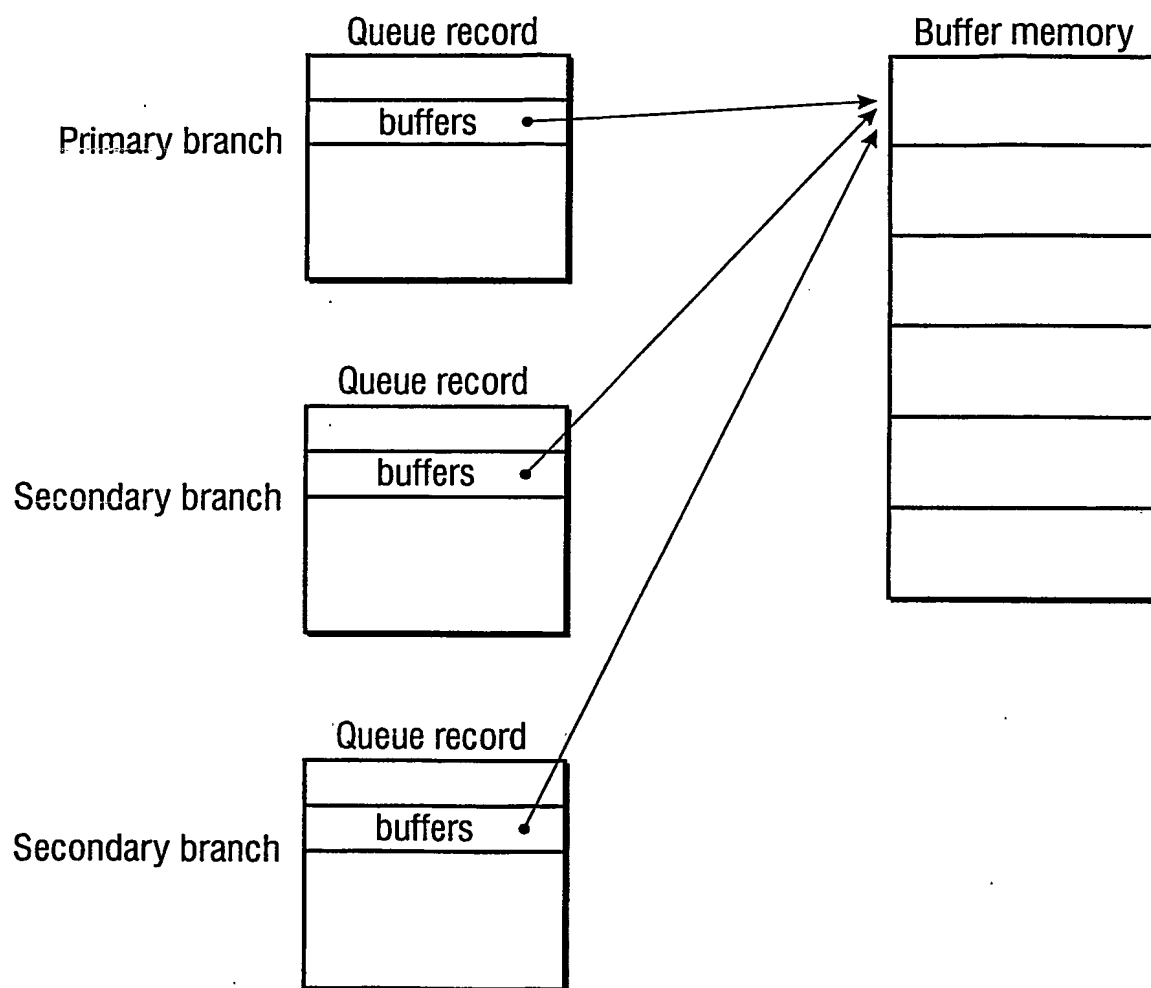 Queue record
Buffer memory
Primary branch
buffers
Queue record
Secondary branch
buffers
Queue record
Secondary branch
buffers